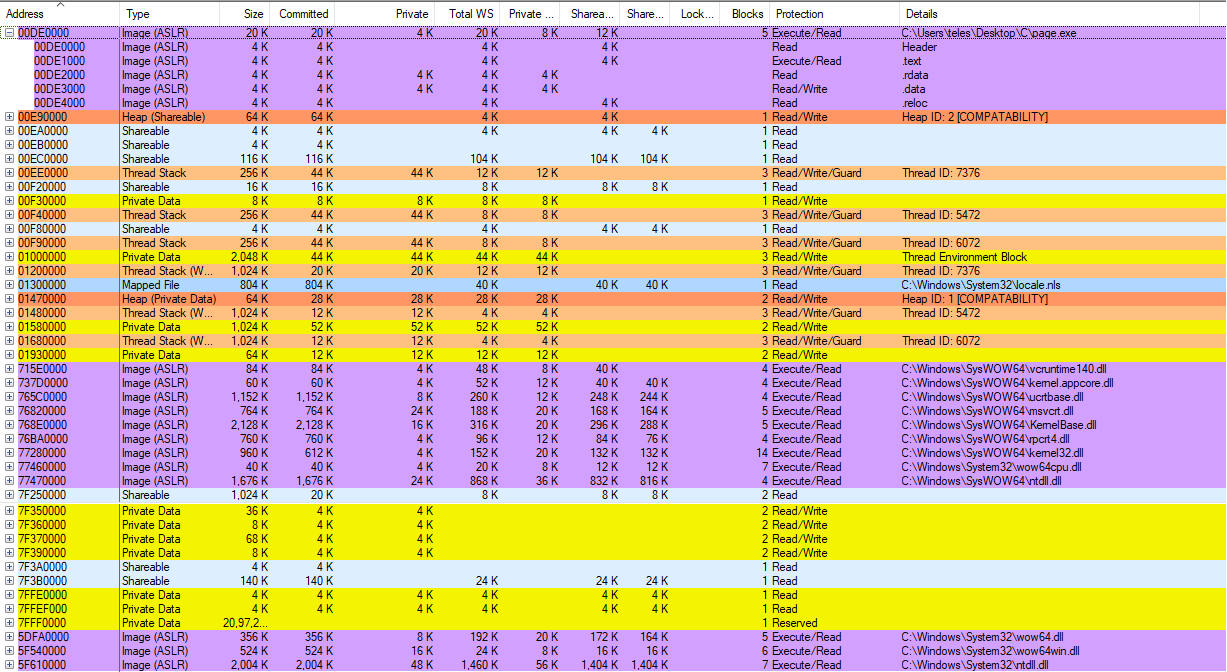 Address Type Size Committed Private Total WS Private ... Sharea... Share... Lock... Blocks Protection Details
00DE0000 Image (ASLR) 20 K 20 K 4 K 20 K 8 K 12 K 5 Execute/Read C:\Users\teles\Desktop\C\page.exe
00DE0000 Image (ASLR) 4 K 4 K 4 K 4 K Read Header
00DE1000 Image (ASLR) 4 K 4 K 4 K 4 K Execute/Read .text
00DE2000 Image (ASLR) 4 K 4 K 4 K 4 K 4 K Read .rdata
00DE3000 Image (ASLR) 4 K 4 K 4 K 4 K 4 K Read/Write .data
00DE4000 Image (ASLR) 4 K 4 K 4 K 4 K Read .reloc
00E90000 Heap (Shareable) 64 K 64 K 4 K 4 K 1 Read/Write Heap ID: 2 [COMPATABILITY]
00EA0000 Shareable 4 K 4 K 4 K 4 K 4 K 1 Read
00EB0000 Shareable 4 K 4 K 1 Read
00EC0000 Shareable 116 K 116 K 104 K 104 K 104 K 1 Read
00EE0000 Thread Stack 256 K 44 K 44 K 12 K 12 K 3 Read/Write/Guard Thread ID: 7376
00F20000 Shareable 16 K 16 K 8 K 8 K 8 K 1 Read
00F30000 Private Data 8 K 8 K 8 K 8 K 8 K 1 Read/Write
00F40000 Thread Stack 256 K 44 K 44 K 8 K 8 K 3 Read/Write/Guard Thread ID: 5472
00F80000 Shareable 4 K 4 K 4 K 4 K 4 K 1 Read
00F90000 Thread Stack 256 K 44 K 44 K 8 K 8 K 3 Read/Write/Guard Thread ID: 6072
01000000 Private Data 2,048 K 44 K 44 K 44 K 44 K 3 Read/Write Thread Environment Block
01200000 Thread Stack (W... 1,024 K 20 K 20 K 12 K 12 K 3 Read/Write/Guard Thread ID: 7376
01300000 Mapped File 804 K 804 K 40 K 40 K 40 K 1 Read C:\Windows\System32\locale.nls
01470000 Heap (Private Data) 64 K 28 K 28 K 28 K 28 K 2 Read/Write Heap ID: 1 [COMPATABILITY]
01480000 Thread Stack (W... 1,024 K 12 K 12 K 4 K 4 K 3 Read/Write/Guard Thread ID: 5472
01580000 Private Data 1,024 K 52 K 52 K 52 K 52 K 2 Read/Write
01680000 Thread Stack (W... 1,024 K 12 K 12 K 4 K 4 K 3 Read/Write/Guard Thread ID: 6072
01930000 Private Data 64 K 12 K 12 K 12 K 12 K 2 Read/Write
715E0000 Image (ASLR) 84 K 84 K 4 K 48 K 8 K 40 K 4 Execute/Read C:\Windows\SysWOW64\vcruntime140.dll
737D0000 Image (ASLR) 60 K 60 K 4 K 52 K 12 K 40 K 40 K 4 Execute/Read C:\Windows\SysWOW64\kernel.appcore.dll
765C0000 Image (ASLR) 1,152 K 1,152 K 8 K 260 K 12 K 248 K 244 K 4 Execute/Read C:\Windows\SysWOW64\ucrtbase.dll
76820000 Image (ASLR) 764 K 764 K 24 K 188 K 20 K 168 K 164 K 5 Execute/Read C:\Windows\SysWOW64\msvcrt.dll
768E0000 Image (ASLR) 2,128 K 2,128 K 16 K 316 K 20 K 296 K 288 K 5 Execute/Read C:\Windows\SysWOW64\KernelBase.dll
76BA0000 Image (ASLR) 760 K 760 K 4 K 96 K 12 K 84 K 76 K 4 Execute/Read C:\Windows\SysWOW64\rpcrt4.dll
77280000 Image (ASLR) 960 K 612 K 4 K 152 K 20 K 132 K 132 K 14 Execute/Read C:\Windows\SysWOW64\kernel32.dll
77460000 Image (ASLR) 40 K 40 K 4 K 20 K 8 K 12 K 12 K 7 Execute/Read C:\Windows\System32\wow64cpu.dll
77470000 Image (ASLR) 1,676 K 1,676 K 24 K 868 K 36 K 832 K 816 K 4 Execute/Read C:\Windows\SysWOW64\ntdll.dll
7F250000 Shareable 1,024 K 20 K 8 K 8 K 8 K 2 Read
7F350000 Private Data 36 K 4 K 4 K 2 Read/Write
7F360000 Private Data 8 K 4 K 4 K 2 Read/Write
7F370000 Private Data 68 K 4 K 4 K 2 Read/Write
7F390000 Private Data 8 K 4 K 4 K 2 Read/Write
7F3A0000 Shareable 4 K 4 K 1 Read
7F3B0000 Shareable 140 K 140 K 24 K 24 K 24 K 1 Read
7FFE0000 Private Data 4 K 4 K 4 K 4 K 4 K 1 Read
7FFEF000 Private Data 4 K 4 K 4 K 4 K 4 K 1 Read
7FFF0000 Private Data 20,97,2... 1 Reserved
5DFA0000 Image (ASLR) 356 K 356 K 8 K 192 K 20 K 172 K 164 K 5 Execute/Read C:\Windows\System32\wow64.dll
5F540000 Image (ASLR) 524 K 524 K 16 K 24 K 8 K 16 K 16 K 6 Execute/Read C:\Windows\System32\wow64win.dll
5F610000 Image (ASLR) 2,004 K 2,004 K 48 K 1,460 K 56 K 1,404 K 1,404 K 7 Execute/Read C:\Windows\System32\ntdll.dll